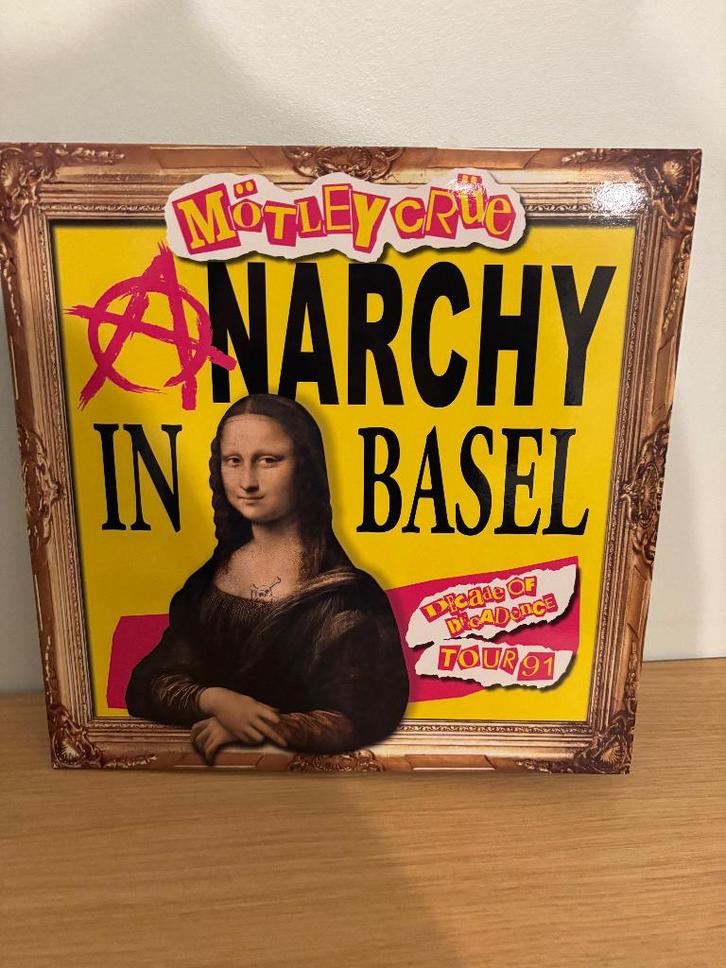 MÖTLEY CRÜe
ANARCHY
IN BASEL
DecAde OF
DecADeNCE
TOUR 91